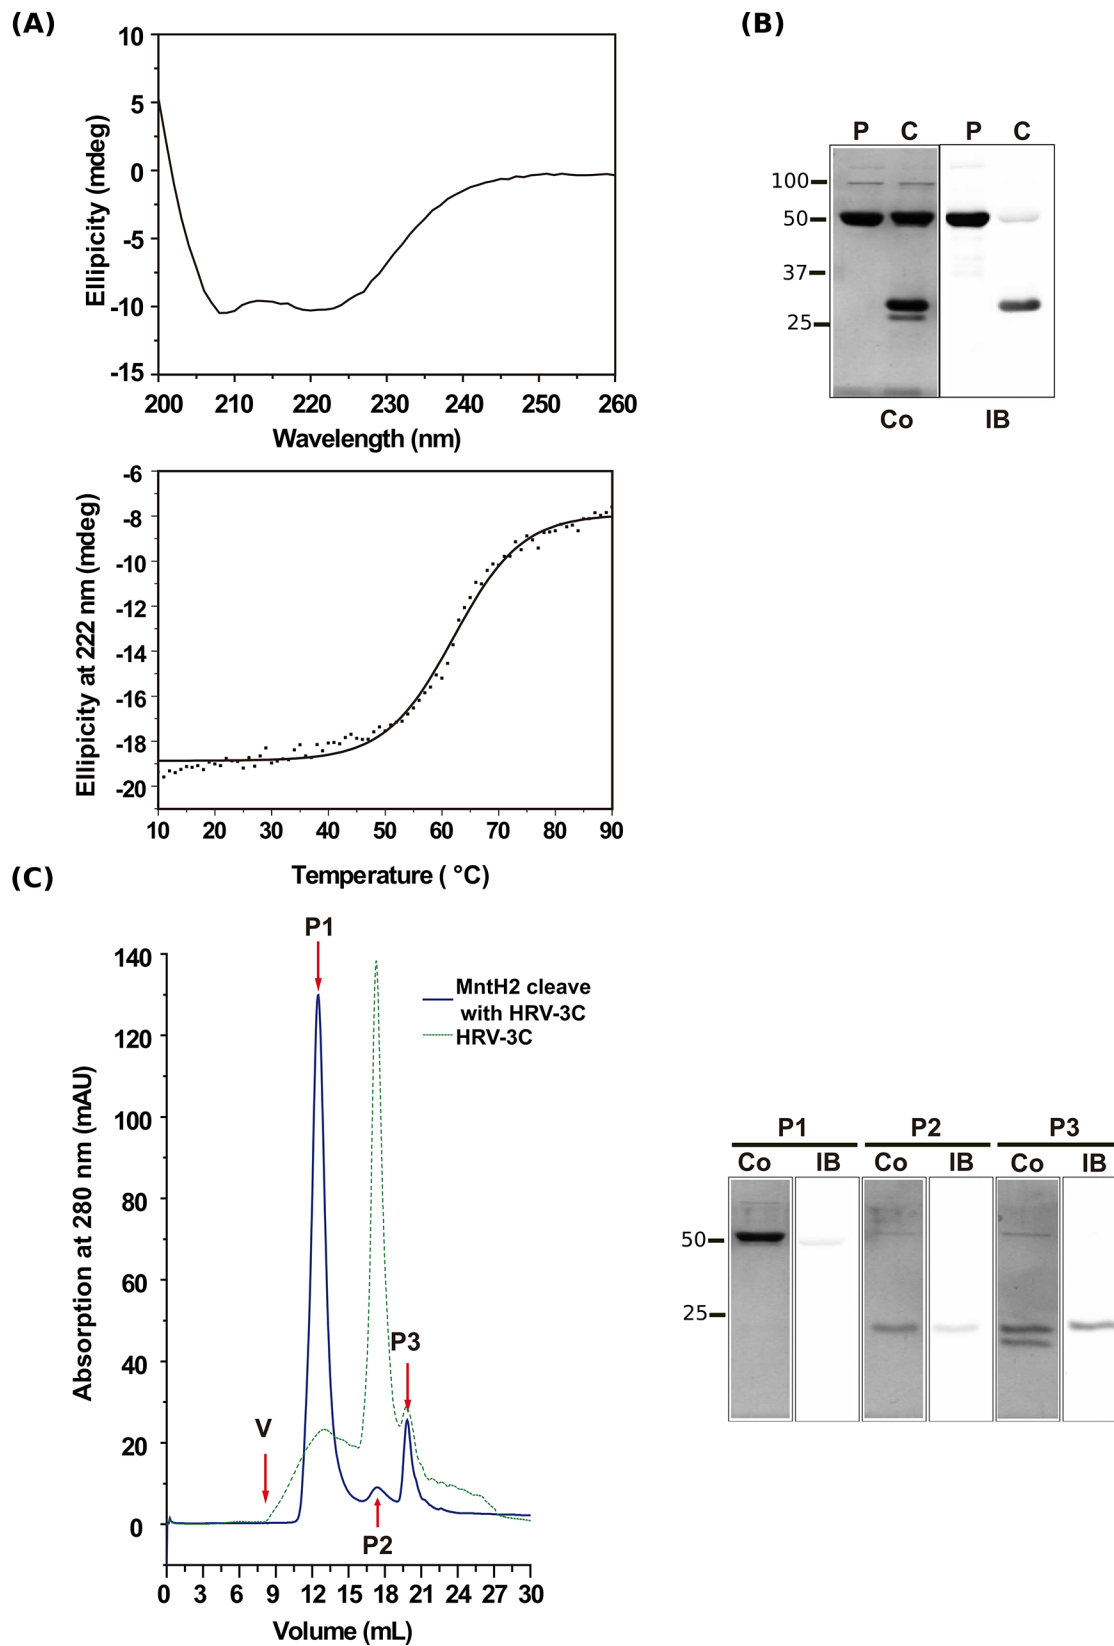 (A)
10
5
0
-5
-10
-15
Ellipicity (mdeg)
200 210 220 230 240 250 260
Wavelength (nm)
-6
-8
-10
-12
-14
-16
-18
-20
Ellipicity at 222 nm (mdeg)
10 20 30 40 50 60 70 80 90
Temperature ( °C)
(B)
P C P C
100
50
37
25
Co IB
(C)
P1
140
120
100
80
60
40
20
0
Absorption at 280 nm (mAU)
MntH2 cleave
with HRV-3C
HRV-3C
P3
V
P2
0 3 6 9 12 15 18 21 24 27 30
Volume (mL)
P1 P2 P3
Co IB Co IB Co IB
50
25